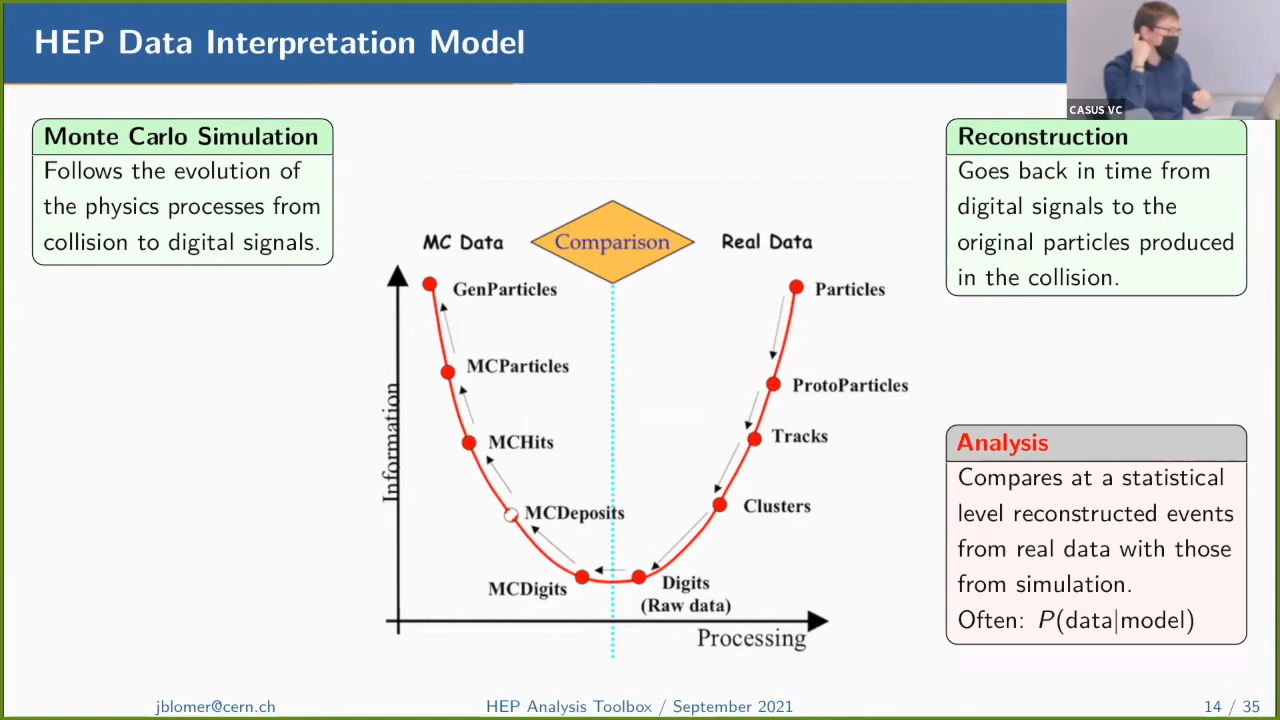 HEP Data Interpretation Model
CASUS VC
Monte Carlo Simulation
Follows the evolution of
the physics processes from
collision to digital signals.
MC Data
Comparison
Real Data
GenParticles
MCParticles
MCHits
MCDeposits
MCDigits
Particles
ProtoParticles
Tracks
Clusters
Digits
(Raw data)
Information
Processing
Reconstruction
Goes back in time from
digital signals to the
original particles produced
in the collision.
Analysis
Compares at a statistical
level reconstructed events
from real data with those
from simulation.
Often: P(data|model)
jblomer@cern.ch
HEP Analysis Toolbox / September 2021
14 / 35